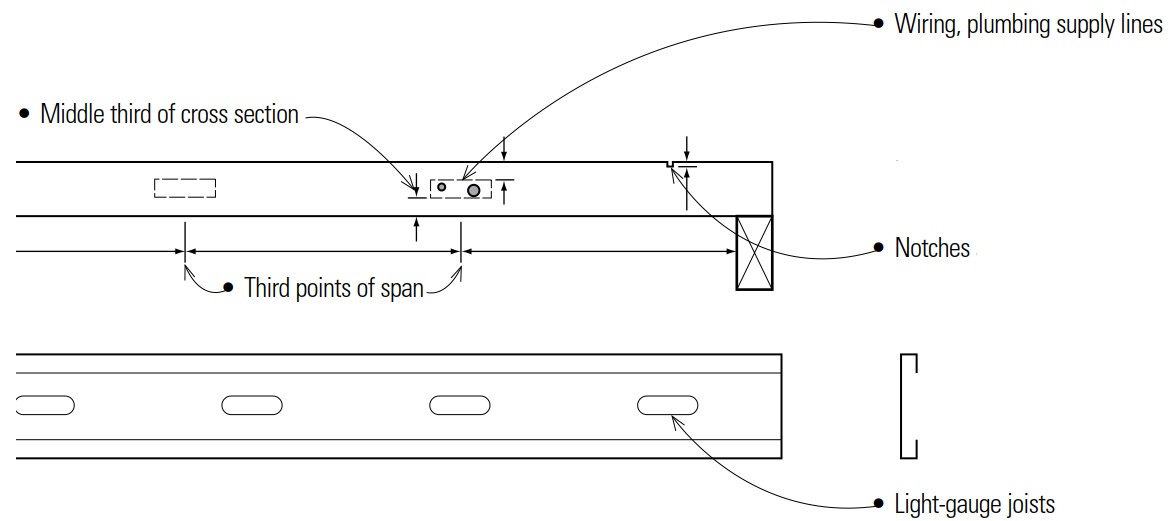 Wiring, plumbing supply lines
Middle third of cross section
Notches
Third points of span
Light-gauge joists